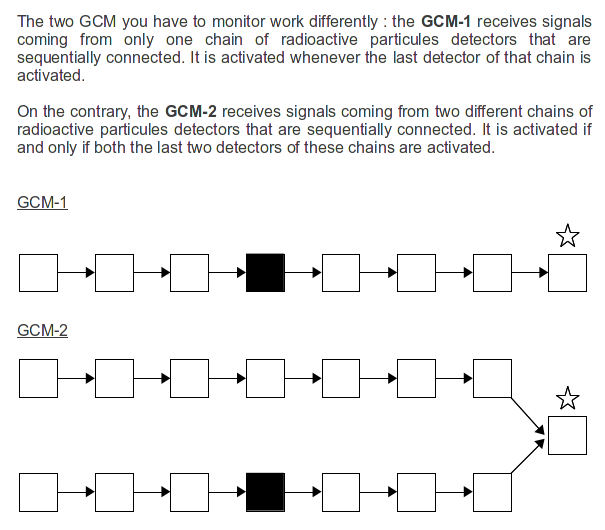 The two GCM you have to monitor work differently : the GCM-1 receives signals
coming from only one chain of radioactive particules detectors that are
sequentially connected. It is activated whenever the last detector of that chain is
activated.
On the contrary, the GCM-2 receives signals coming from two different chains of
radioactive particules detectors that are sequentially connected. It is activated if
and only if both the last two detectors of these chains are activated.
GCM-1
GCM-2